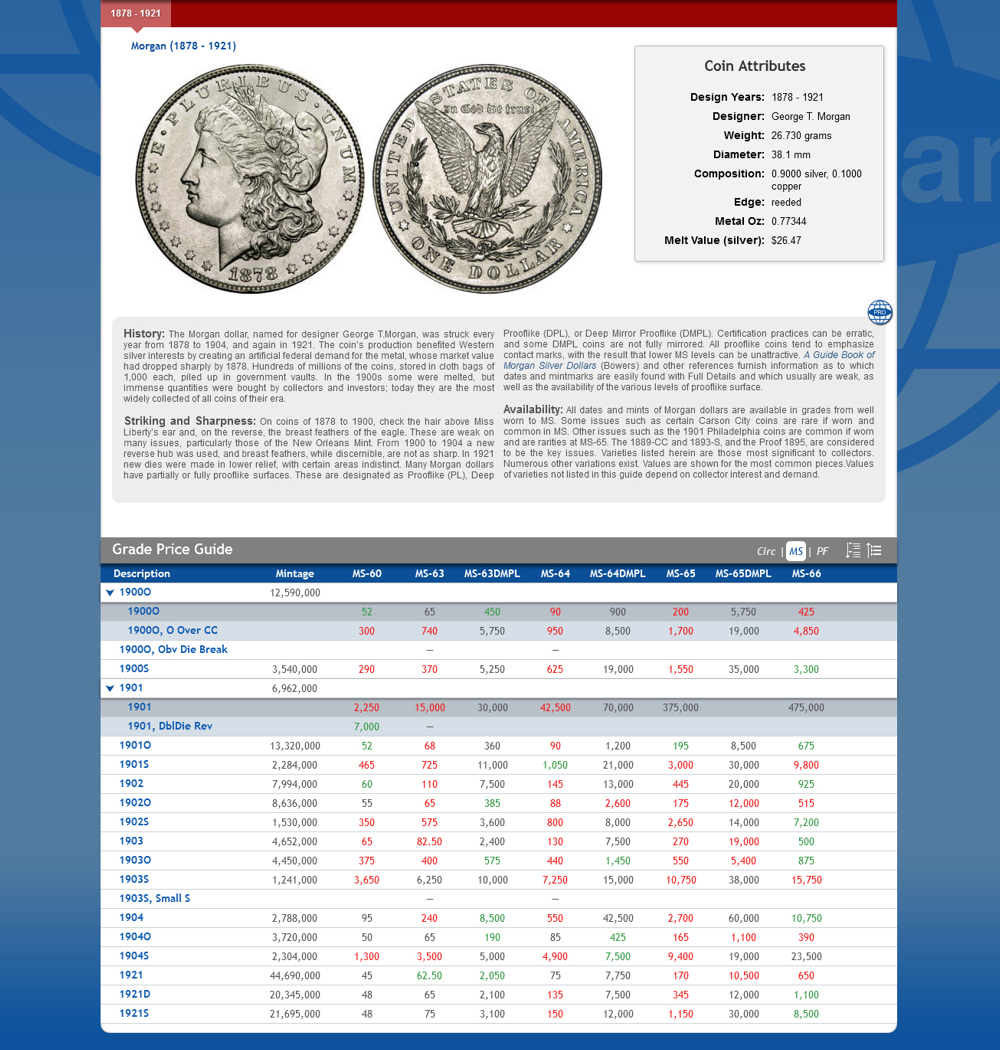 1878 - 1921
Morgan (1878 - 1921)
E · PLURIBUS · UNUM
1878
UNITED STATES OF AMERICA
In God we trust
ONE DOLLAR
Coin Attributes
Design Years: 1878 - 1921
Designer: George T. Morgan
Weight: 26.730 grams
Diameter: 38.1 mm
Composition: 0.9000 silver, 0.1000
copper
Edge: reeded
Metal Oz: 0.77344
Melt Value (silver): $26.47
ar
PRO
History: The Morgan dollar, named for designer George T.Morgan, was struck every
year from 1878 to 1904, and again in 1921. The coin's production benefited Western
silver interests by creating an artificial federal demand for the metal, whose market value
had dropped sharply by 1878. Hundreds of millions of the coins, stored in cloth bags of
1,000 each, piled up in government vaults. In the 1900s some were melted, but
immense quantities were bought by collectors and investors; today they are the most
widely collected of all coins of their era.
Striking and Sharpness: On coins of 1878 to 1900, check the hair above Miss
Liberty's ear and, on the reverse, the breast feathers of the eagle. These are weak on
many issues, particularly those of the New Orleans Mint. From 1900 to 1904 a new
reverse hub was used, and breast feathers, while discernible, are not as sharp. In 1921
new dies were made in lower relief, with certain areas indistinct. Many Morgan dollars
have partially or fully prooflike surfaces. These are designated as Prooflike (PL), Deep
Prooflike (DPL), or Deep Mirror Prooflike (DMPL). Certification practices can be erratic,
and some DMPL coins are not fully mirrored. All prooflike coins tend to emphasize
contact marks, with the result that lower MS levels can be unattractive. A Guide Book of
Morgan Silver Dollars (Bowers) and other references furnish information as to which
dates and mintmarks are easily found with Full Details and which usually are weak, as
well as the availability of the various levels of prooflike surface.
Availability: All dates and mints of Morgan dollars are available in grades from well
worn to MS. Some issues such as certain Carson City coins are rare if worn and
common in MS. Other issues such as the 1901 Philadelphia coins are common if worn
and are rarities at MS-65. The 1889-CC and 1893-S, and the Proof 1895, are considered
to be the key issues. Varieties listed herein are those most significant to collectors.
Numerous other variations exist. Values are shown for the most common pieces.Values
of varieties not listed in this guide depend on collector interest and demand.
Grade Price Guide Circ | MS | PF
Description Mintage MS-60 MS-63 MS-63DMPL MS-64 MS-64DMPL MS-65 MS-65DMPL MS-66
1900O 12,590,000
1900O 52 65 450 90 900 200 5,750 425
1900O, O Over CC 300 740 5,750 950 8,500 1,700 19,000 4,850
1900O, Obv Die Break — —
1900S 3,540,000 290 370 5,250 625 19,000 1,550 35,000 3,300
1901 6,962,000
1901 2,250 15,000 30,000 42,500 70,000 375,000 475,000
1901, DblDie Rev 7,000 —
1901O 13,320,000 52 68 360 90 1,200 195 8,500 675
1901S 2,284,000 465 725 11,000 1,050 21,000 3,000 30,000 9,800
1902 7,994,000 60 110 7,500 145 13,000 445 20,000 925
1902O 8,636,000 55 65 385 88 2,600 175 12,000 515
1902S 1,530,000 350 575 3,600 800 8,000 2,650 14,000 7,200
1903 4,652,000 65 82.50 2,400 130 7,500 270 19,000 500
1903O 4,450,000 375 400 575 440 1,450 550 5,400 875
1903S 1,241,000 3,650 6,250 10,000 7,250 15,000 10,750 38,000 15,750
1903S, Small S — —
1904 2,788,000 95 240 8,500 550 42,500 2,700 60,000 10,750
1904O 3,720,000 50 65 190 85 425 165 1,100 390
1904S 2,304,000 1,300 3,500 5,000 4,900 7,500 9,400 19,000 23,500
1921 44,690,000 45 62.50 2,050 75 7,750 170 10,500 650
1921D 20,345,000 48 65 2,100 135 7,500 345 12,000 1,100
1921S 21,695,000 48 75 3,100 150 12,000 1,150 30,000 8,500